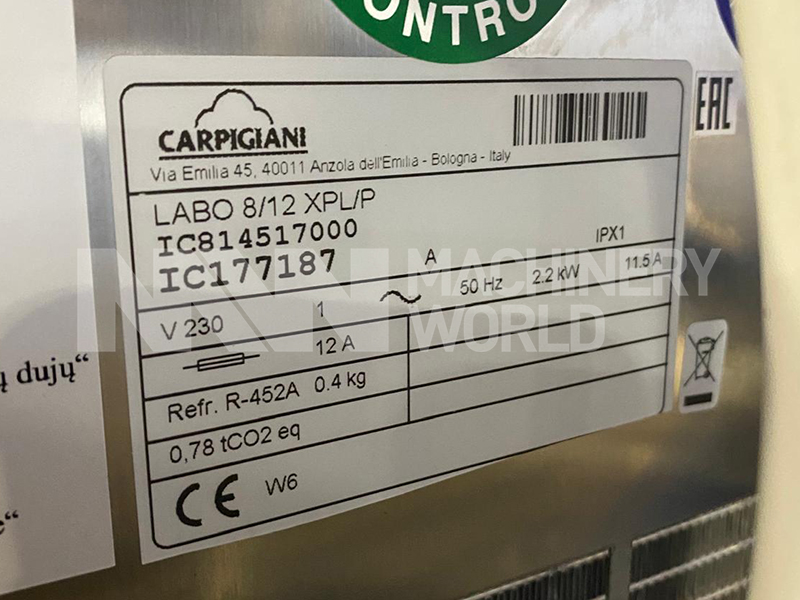 ONTRO
CARPIGIANI
EAC
Via Emilia 45, 40011 Anzola dell'Emilia - Bologna - Italy
LABO 8/12 XPL/P
IC814517000
IC177187
A
IPX1
V 230
1
50 Hz
2.2 kW
11.5 A
12 A
Refr. R-452A 0.4 kg
0,78 tCO2 eq
CE W6
ų dujų“
MACHINERY
WORLD